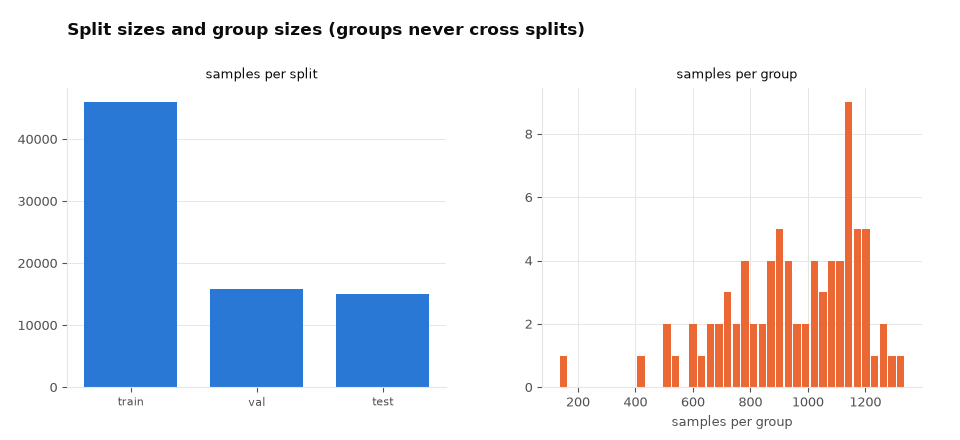 Split sizes and group sizes (groups never cross splits)
samples per split
40000
30000
20000
10000
0
train val test
samples per group
8
6
4
2
0
200 400 600 800 1000 1200
samples per group